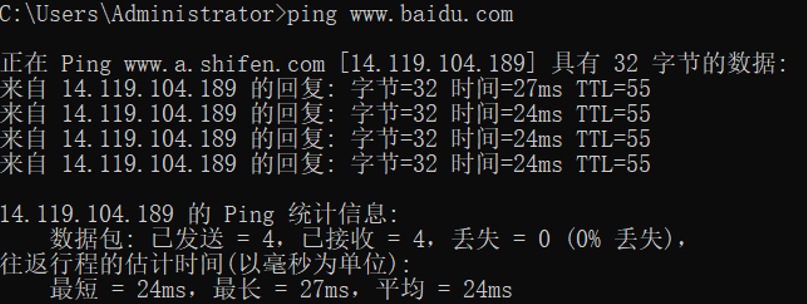 C:\Users\Administrator>ping www.baidu.com
正在 Ping www.a.shifen.com [14.119.104.189] 具有 32 字节的数据:
来自 14.119.104.189 的回复: 字节=32 时间=27ms TTL=55
来自 14.119.104.189 的回复: 字节=32 时间=24ms TTL=55
来自 14.119.104.189 的回复: 字节=32 时间=24ms TTL=55
来自 14.119.104.189 的回复: 字节=32 时间=24ms TTL=55
14.119.104.189 的 Ping 统计信息:
数据包: 已发送 = 4，已接收 = 4，丢失 = 0 (0% 丢失)，
往返行程的估计时间(以毫秒为单位):
最短 = 24ms，最长 = 27ms，平均 = 24ms